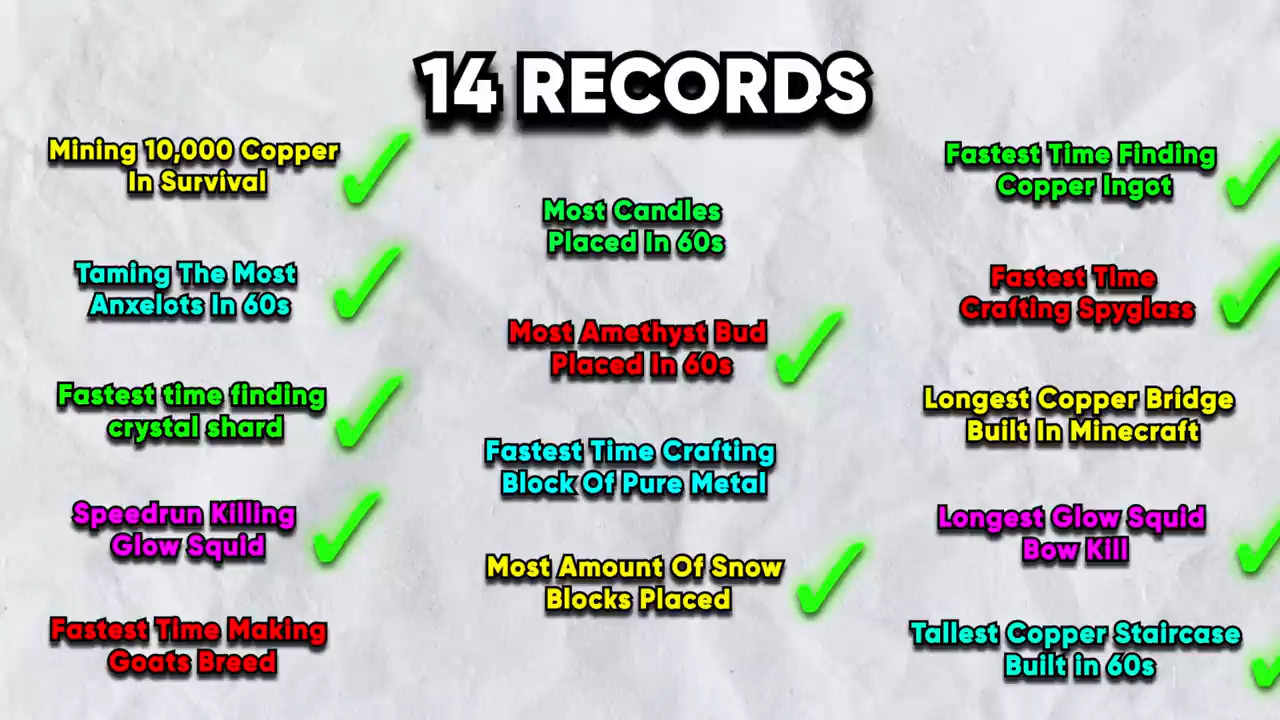 14 RECORDS
Mining 10,000 Copper
In Survival
Taming The Most
Anxelots In 60s
Fastest time finding
crystal shard
Speedrun Killing
Glow Squid
Fastest Time Making
Goats Breed
Most Candles
Placed In 60s
Most Amethyst Bud
Placed In 60s
Fastest Time Crafting
Block Of Pure Metal
Most Amount Of Snow
Blocks Placed
Fastest Time Finding
Copper Ingot
Fastest Time
Crafting Spyglass
Longest Copper Bridge
Built In Minecraft
Longest Glow Squid
Bow Kill
Tallest Copper Staircase
Built in 60s